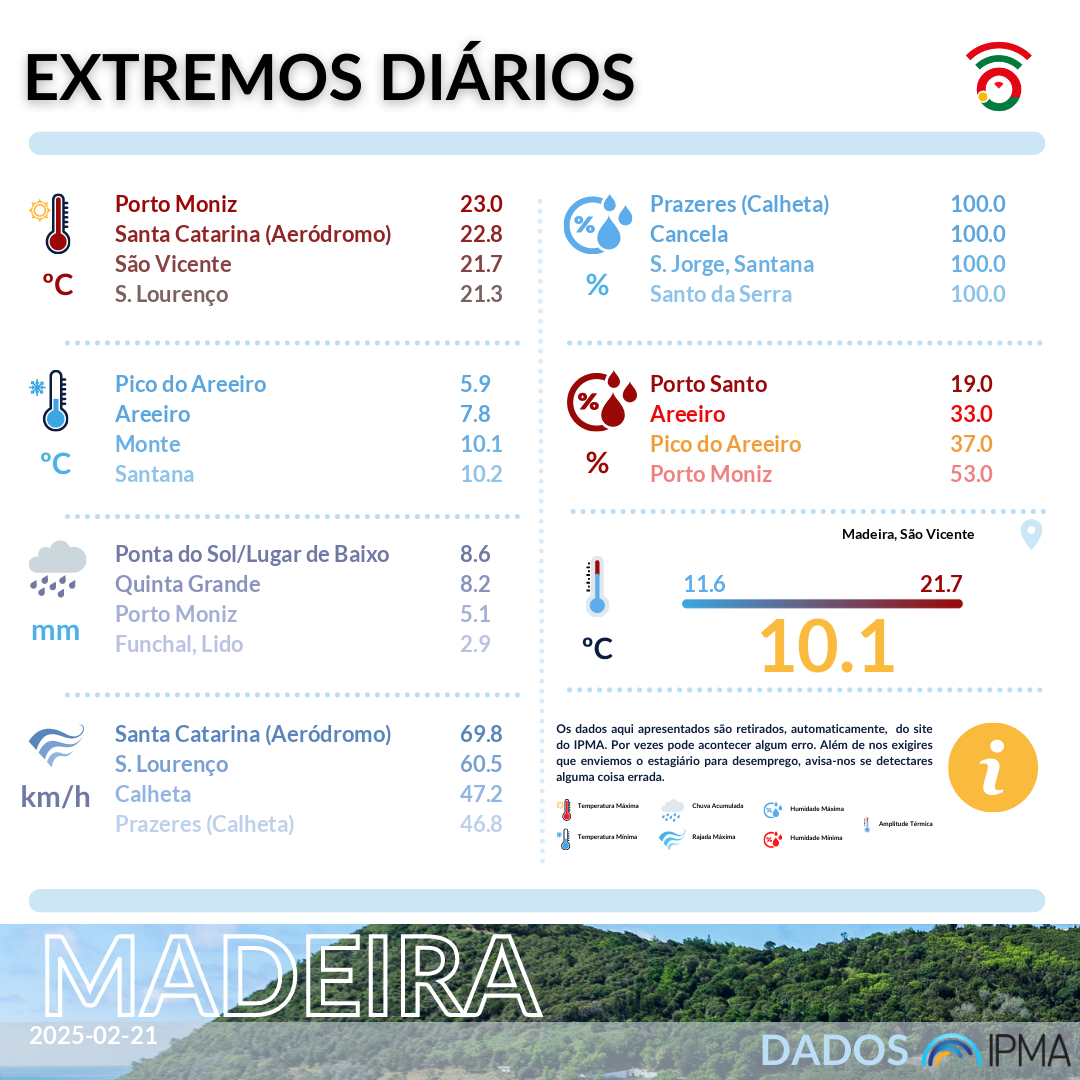 EXTREMOS DIÁRIOS
Porto Moniz 23.0
Santa Catarina (Aeródromo) 22.8
São Vicente 21.7
S. Lourenço 21.3
ºC
Pico do Areeiro 5.9
Areeiro 7.8
Monte 10.1
Santana 10.2
ºC
Ponta do Sol/Lugar de Baixo 8.6
Quinta Grande 8.2
Porto Moniz 5.1
Funchal, Lido 2.9
mm
Santa Catarina (Aeródromo) 69.8
S. Lourenço 60.5
Calheta 47.2
Prazeres (Calheta) 46.8
km/h
%
Prazeres (Calheta) 100.0
Cancela 100.0
S. Jorge, Santana 100.0
Santo da Serra 100.0
%
%
Porto Santo 19.0
Areeiro 33.0
Pico do Areeiro 37.0
Porto Moniz 53.0
%
Madeira, São Vicente
11.6 21.7
10.1
ºC
Os dados aqui apresentados são retirados, automaticamente, do site
do IPMA. Por vezes pode acontecer algum erro. Além de nos exigires
que enviemos o estagiário para desemprego, avisa-nos se detectares
alguma coisa errada.
i
Temperatura Máxima Chuva Acumulada Humidade Máxima
Amplitude Térmica
Temperatura Mínima Rajada Máxima Humidade Mínima
MADEIRA
2025-02-21
DADOS IPMA